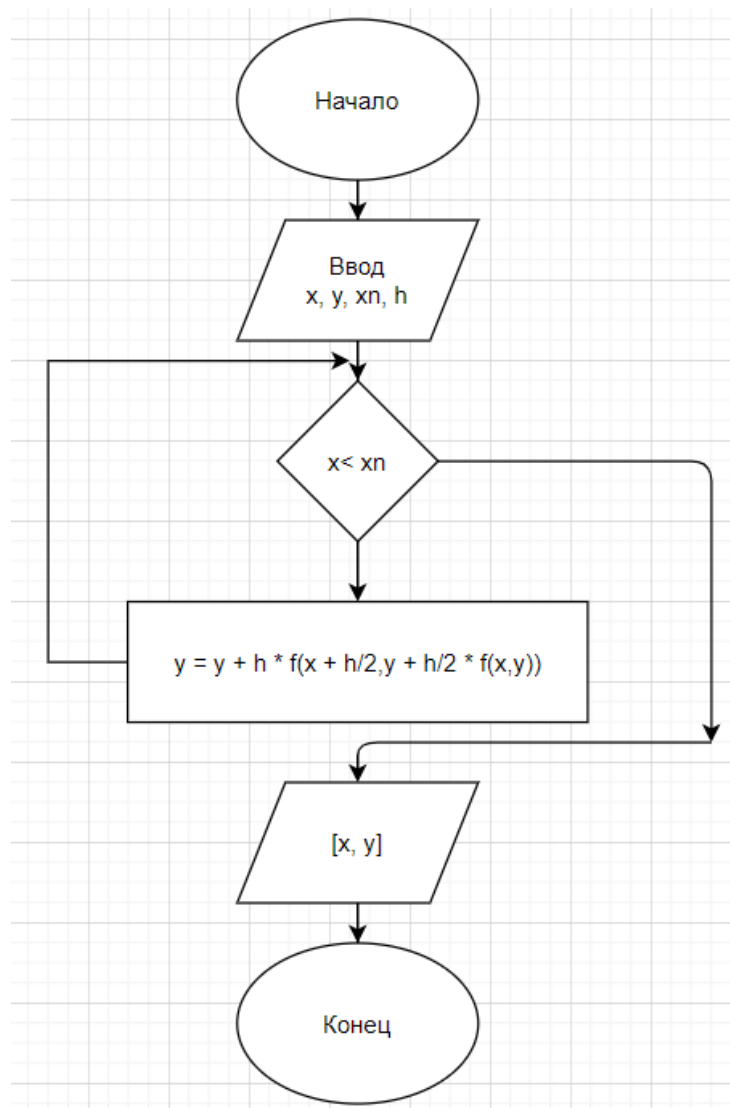 Начало
Ввод
x, y, xn, h
x< xn
y = y + h * f(x + h/2,y + h/2 * f(x,y))
[x, y]
Конец